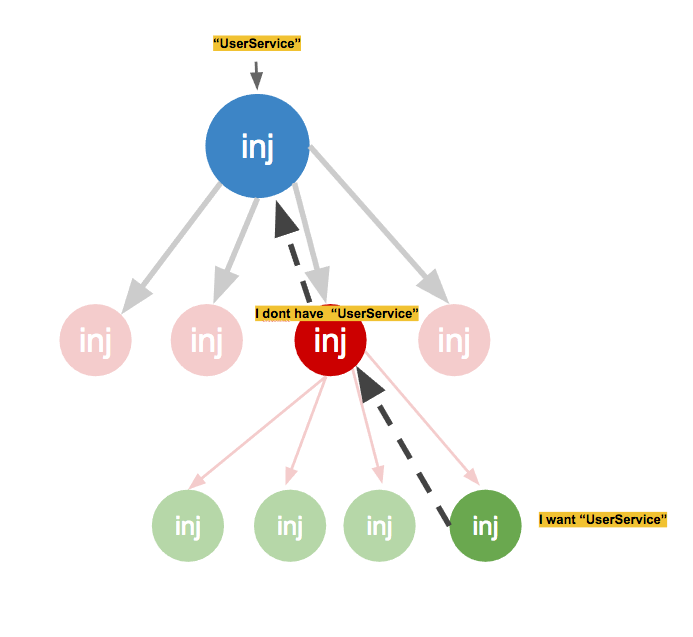 “UserService”
inj
I dont have “UserService”
inj
inj
inj
inj
inj
inj
inj
inj
I want “UserService”